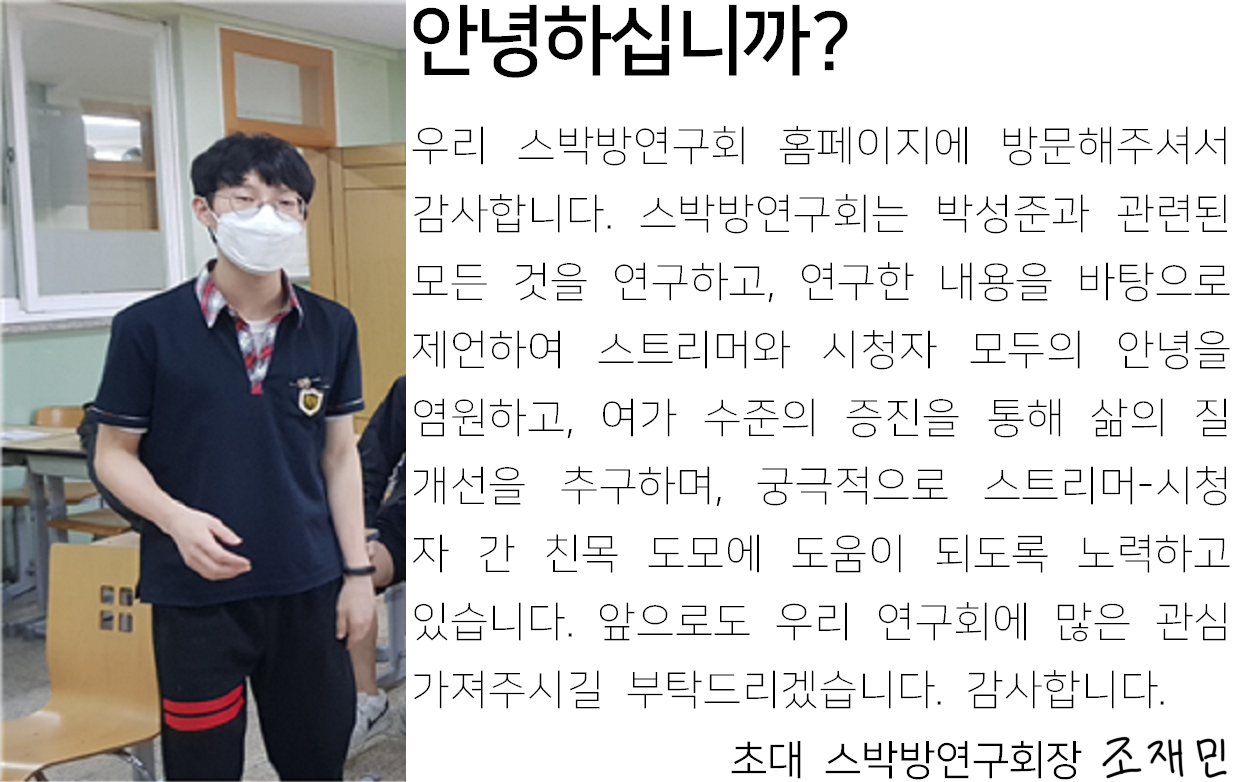 안녕하십니까?
우리 스박방연구회 홈페이지에 방문해주셔서
감사합니다. 스박방연구회는 박성준과 관련된
모든 것을 연구하고, 연구한 내용을 바탕으로
제언하여 스트리머와 시청자 모두의 안녕을
염원하고, 여가 수준의 증진을 통해 삶의 질
개선을 추구하며, 궁극적으로 스트리머-시청
자 간 친목 도모에 도움이 되도록 노력하고
있습니다. 앞으로도 우리 연구회에 많은 관심
가져주시길 부탁드리겠습니다. 감사합니다.
초대 스박방연구회장 조재민